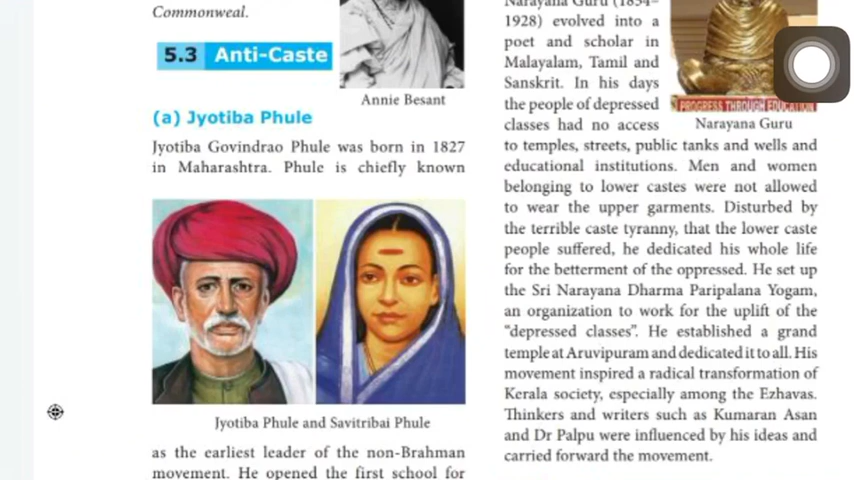 Commonweal.
5.3 Anti-Caste
Annie Besant
(a) Jyotiba Phule
Jyotiba Govindrao Phule was born in 1827
in Maharashtra. Phule is chiefly known
Jyotiba Phule and Savitribai Phule
as the earliest leader of the non-Brahman
movement. He opened the first school for
Narayana Guru (1854–
1928) evolved into a
poet and scholar in
Malayalam, Tamil and
Sanskrit. In his days
the people of depressed
classes had no access
PROGRESS THROUGH EDUCATION
Narayana Guru
to temples, streets, public tanks and wells and
educational institutions. Men and women
belonging to lower castes were not allowed
to wear the upper garments. Disturbed by
the terrible caste tyranny, that the lower caste
people suffered, he dedicated his whole life
for the betterment of the oppressed. He set up
the Sri Narayana Dharma Paripalana Yogam,
an organization to work for the uplift of the
“depressed classes”. He established a grand
temple at Aruvipuram and dedicated it to all. His
movement inspired a radical transformation of
Kerala society, especially among the Ezhavas.
Thinkers and writers such as Kumaran Asan
and Dr Palpu were influenced by his ideas and
carried forward the movement.